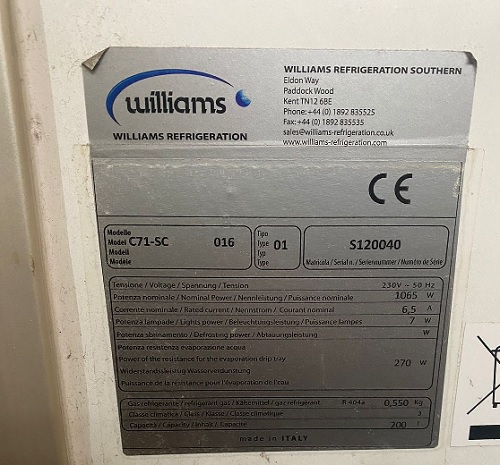 williams
WILLIAMS REFRIGERATION
WILLIAMS REFRIGERATION SOUTHERN
Eldon Way
Paddock Wood
Kent TN12 6BE
Phone:+44 (0) 1892 835525
Fax:+44 (0) 1892 835535
sales@williams-refrigeration.co.uk
www.williams-refrigeration.com
CE
Modello
Model C71-SC 016
Modell
Modèle
Tipo
Type 01
Typ
Type
S120040
Matricola / Serial n. / Seriennummer / Numéro de Série
Tensione / Voltage / Spannung / Tension 230V ~ 50 Hz
Potenza nominale / Nominal Power / Nennleistung / Puissance nominale 1065 W
Corrente nominale / Rated current / Nennstrom / Courant nominal 6,5 A
Potenza lampade / Lights power / Beleuchtungsleistung / Puissance lampes 7 W
Potenza sbrinamento / Defrosting power / Abtauungsleistung W
Potenza resistenza evaporazione acqua
Power of the resistance for the evaporation drip tray
Widerstandsleistung Wasserverdunstung 270 W
Puissance de la résistance pour l'évaporation de l'eau
Gas refrigerante / refrigerant gas / Kältemittel / gaz refrigerant R 404a 0,550 Kg
Classe climatica / Class / Klasse / Classe climatique 3
Capacità / Capacity / Inhalt / Capacité 200 l
made in ITALY